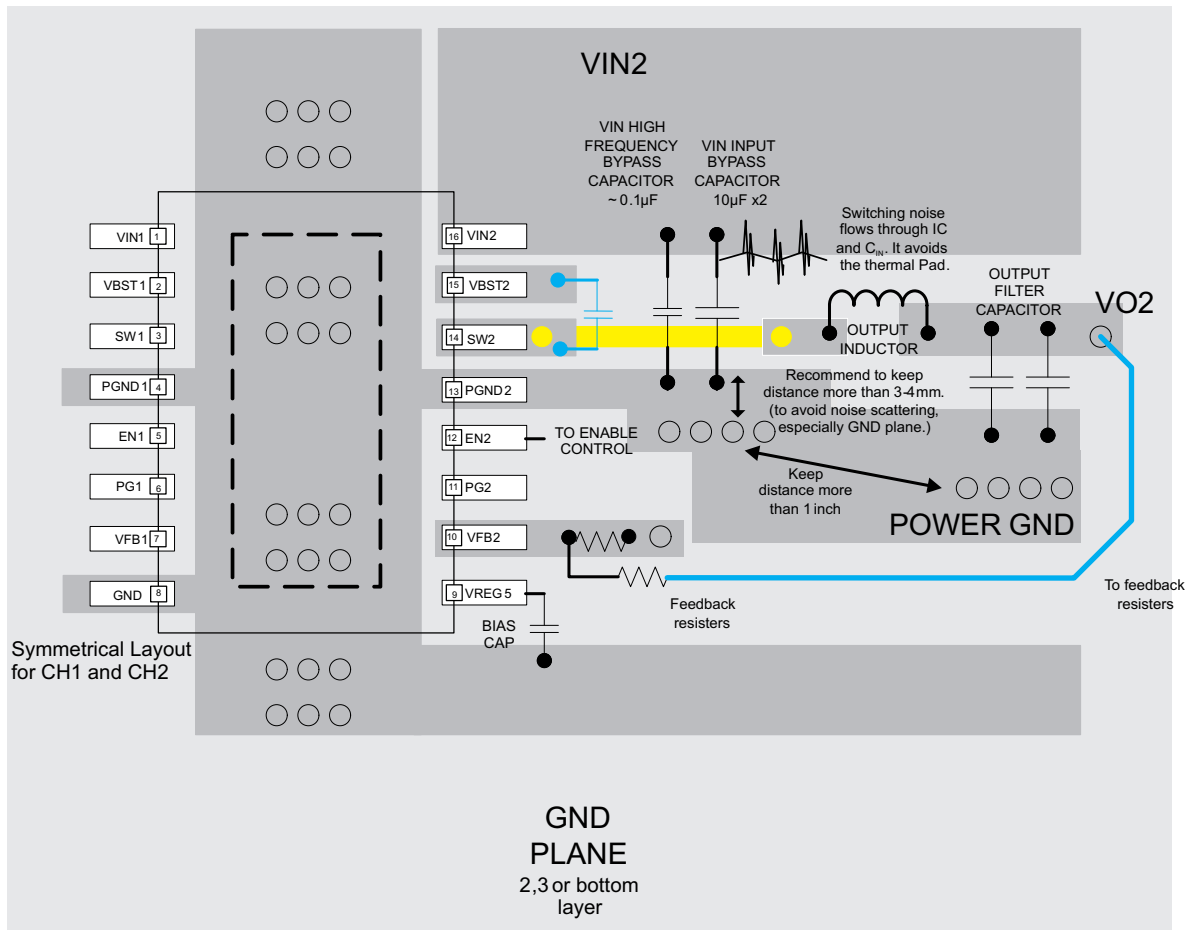 VIN2
VIN HIGH
FREQUENCY
BYPASS
CAPACITOR
~ 0.1µF
VIN INPUT
BYPASS
CAPACITOR
10µF x2
Switching noise
flows through IC
and CIN. It avoids
the thermal Pad.
OUTPUT
FILTER
CAPACITOR
VO2
OUTPUT
INDUCTOR
VIN1 1
VBST1 2
SW1 3
PGND1 4
EN1 5
PG1 6
VFB1 7
GND 8
16 VIN2
15 VBST2
14 SW2
13 PGND2
12 EN2
11 PG2
10 VFB2
9 VREG5
TO ENABLE
CONTROL
Recommend to keep
distance more than 3-4mm.
(to avoid noise scattering,
especially GND plane.)
Keep
distance more
than 1 inch
POWER GND
To feedback
resisters
Feedback
resisters
BIAS
CAP
Symmetrical Layout
for CH1 and CH2
GND
PLANE
2,3 or bottom
layer